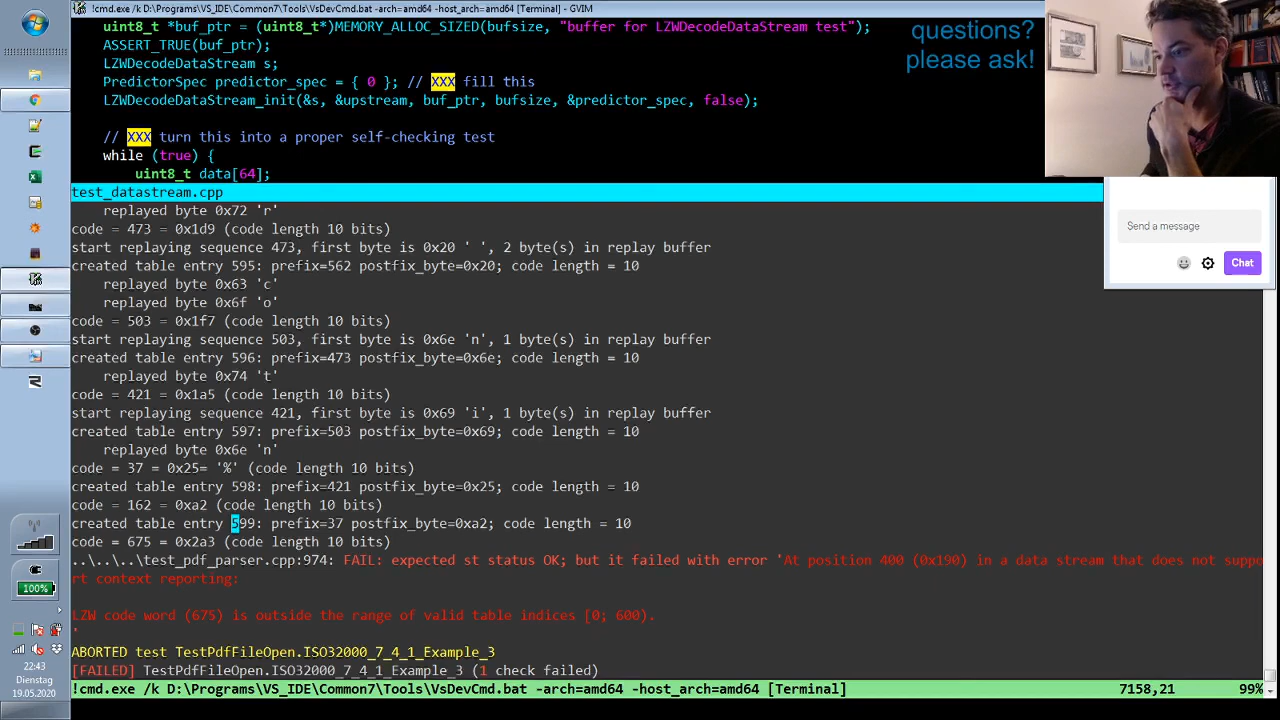 !cmd.exe /k D:\Programs\VS_IDE\Common7\Tools\VsDevCmd.bat -arch=amd64 -host_arch=amd64 [Terminal] - GVIM
uint8_t *buf_ptr = (uint8_t*)MEMORY_ALLOC_SIZED(bufsize, "buffer for LZWDecodeDataStream test");
ASSERT_TRUE(buf_ptr);
LZWDecodeDataStream s;
PredictorSpec predictor_spec = { 0 }; // XXX fill this
LZWDecodeDataStream_init(&s, &upstream, buf_ptr, bufsize, &predictor_spec, false);
// XXX turn this into a proper self-checking test
while (true) {
uint8_t data[64];
questions?
please ask!
test_datastream.cpp
Send a message
Chat
replayed byte 0x72 'r'
code = 473 = 0x1d9 (code length 10 bits)
start replaying sequence 473, first byte is 0x20 ' ', 2 byte(s) in replay buffer
created table entry 595: prefix=562 postfix_byte=0x20; code length = 10
replayed byte 0x63 'c'
replayed byte 0x6f 'o'
code = 503 = 0x1f7 (code length 10 bits)
start replaying sequence 503, first byte is 0x6e 'n', 1 byte(s) in replay buffer
created table entry 596: prefix=473 postfix_byte=0x6e; code length = 10
replayed byte 0x74 't'
code = 421 = 0x1a5 (code length 10 bits)
start replaying sequence 421, first byte is 0x69 'i', 1 byte(s) in replay buffer
created table entry 597: prefix=503 postfix_byte=0x69; code length = 10
replayed byte 0x6e 'n'
code = 37 = 0x25= '%' (code length 10 bits)
created table entry 598: prefix=421 postfix_byte=0x25; code length = 10
code = 162 = 0xa2 (code length 10 bits)
created table entry 599: prefix=37 postfix_byte=0xa2; code length = 10
code = 675 = 0x2a3 (code length 10 bits)
..\..\..\test_pdf_parser.cpp:974: FAIL: expected st status OK; but it failed with error 'At position 400 (0x190) in a data stream that does not suppo
rt context reporting:
LZW code word (675) is outside the range of valid table indices [0; 600).
'
ABORTED test TestPdfFileOpen.ISO32000_7_4_1_Example_3
[FAILED] TestPdfFileOpen.ISO32000_7_4_1_Example_3 (1 check failed)
!cmd.exe /k D:\Programs\VS_IDE\Common7\Tools\VsDevCmd.bat -arch=amd64 -host_arch=amd64 [Terminal] 7158,21 99%
100%
22:43
Dienstag
19.05.2020